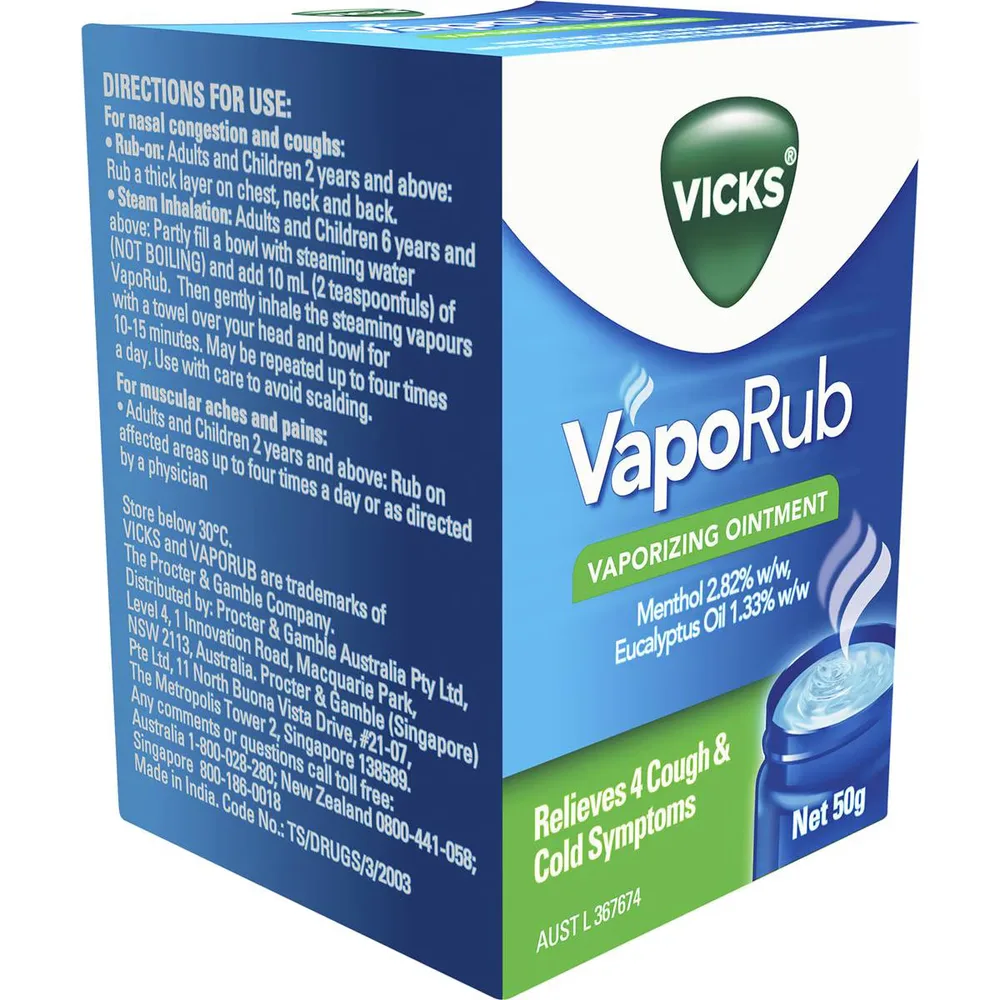 DIRECTIONS FOR USE:
For nasal congestion and coughs:
• Rub-on: Adults and Children 2 years and above:
Rub a thick layer on chest, neck and back.
• Steam Inhalation: Adults and Children 6 years and
above: Partly fill a bowl with steaming water
(NOT BOILING) and add 10 mL (2 teaspoonfuls) of
VapoRub. Then gently inhale the steaming vapours
with a towel over your head and bowl for
10-15 minutes. May be repeated up to four times
a day. Use with care to avoid scalding.
For muscular aches and pains:
• Adults and Children 2 years and above: Rub on
affected areas up to four times a day or as directed
by a physician
Store below 30°C.
VICKS and VAPORUB are trademarks of
The Procter & Gamble Company.
Distributed by: Procter & Gamble Australia Pty Ltd,
Level 4, 1 Innovation Road, Macquarie Park,
NSW 2113, Australia. Procter & Gamble (Singapore)
Pte Ltd, 11 North Buona Vista Drive, #21-07,
The Metropolis Tower 2, Singapore 138589.
Any comments or questions call toll free:
Australia 1-800-028-280; New Zealand 0800-441-058;
Singapore 800-186-0018
Made in India. Code No.: TS/DRUGS/3/2003
VapoRub
VAPORIZING OINTMENT
VICKS®
VapoRub
VAPORIZING OINTMENT
Menthol 2.82% w/w,
Eucalyptus Oil 1.33% w/w
Relieves 4 Cough &
Cold Symptoms
Net 50g
AUST L 367674